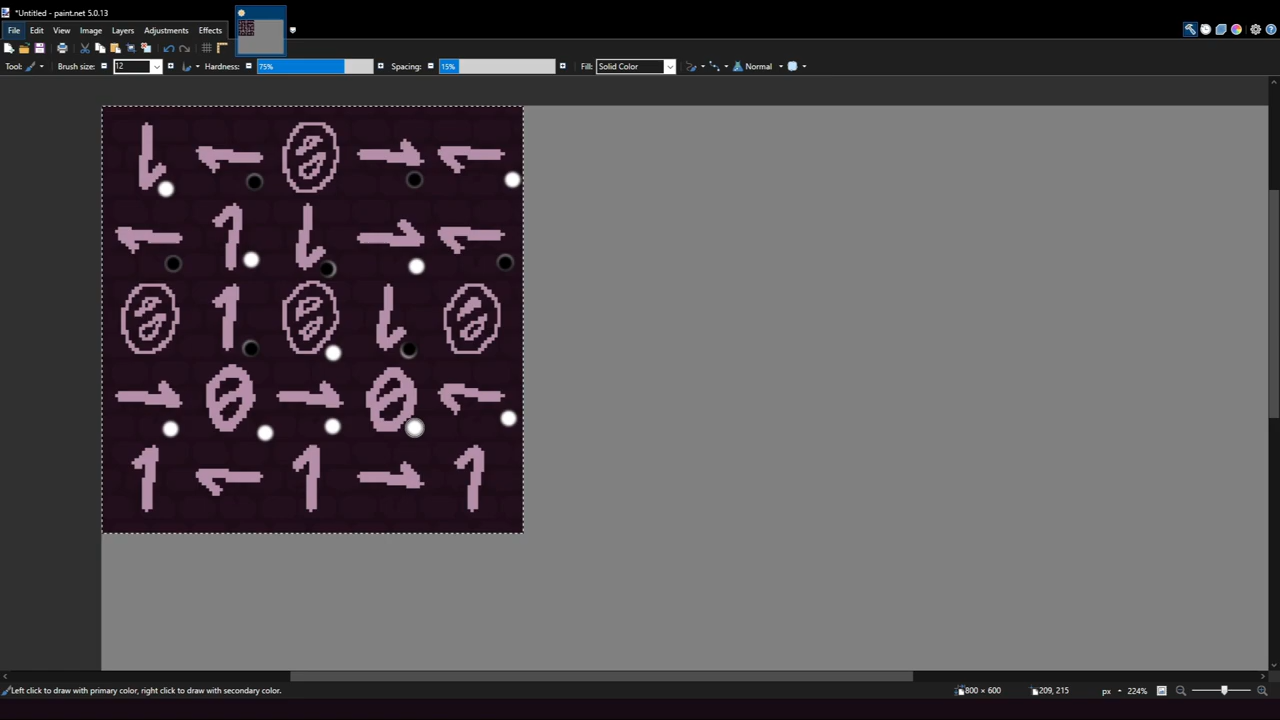 *Untitled - paint.net 5.0.13
File Edit View Image Layers Adjustments Effects
Tool: Brush size: 12 Hardness: 75% Spacing: 15% Fill: Solid Color Normal
Left click to draw with primary color, right click to draw with secondary color. 800 × 600 209, 215 px 224%